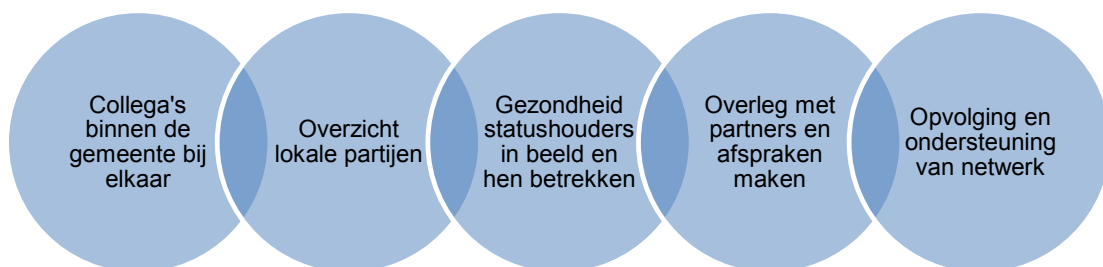 Collega's
binnen de
gemeente bij
elkaar
Overzicht
lokale partijen
Gezondheid
statushouders
in beeld en
hen betrekken
Overleg met
partners en
afspraken
maken
Opvolging en
ondersteuning
van netwerk